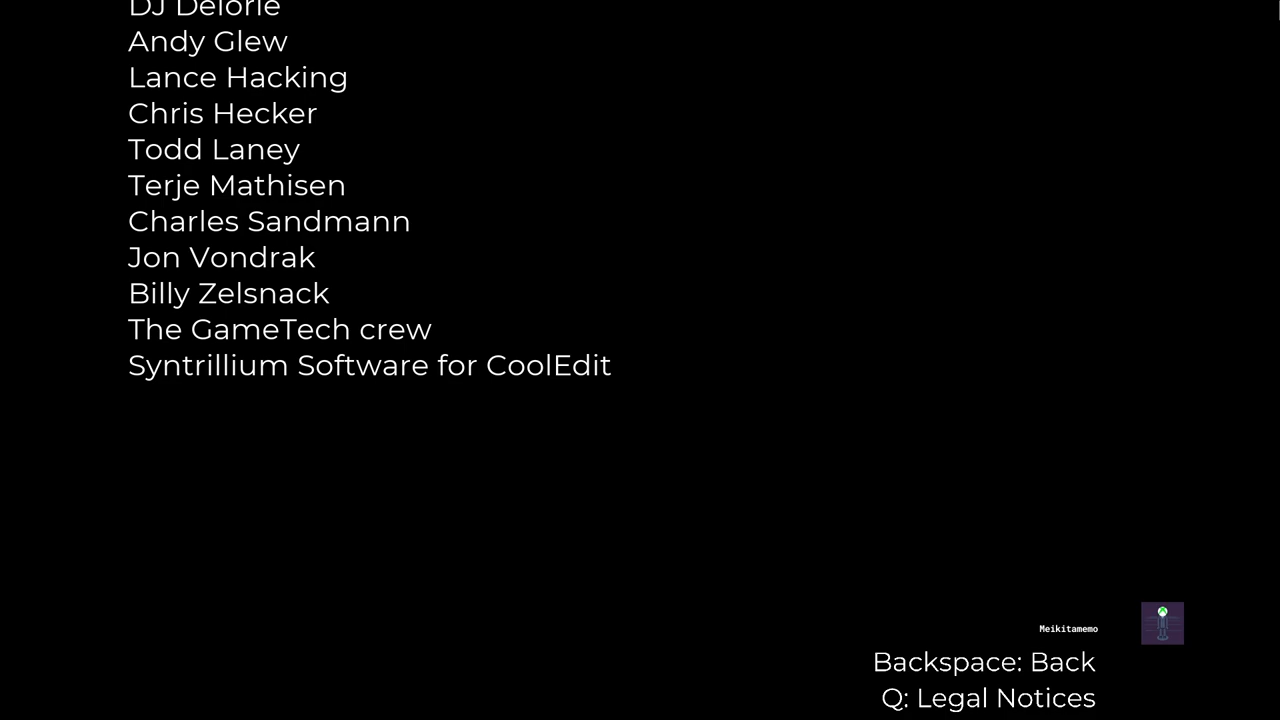 DJ Delorie
Andy Glew
Lance Hacking
Chris Hecker
Todd Laney
Terje Mathisen
Charles Sandmann
Jon Vondrak
Billy Zelsnack
The GameTech crew
Syntrillium Software for CoolEdit
Meikitamemo
Backspace: Back
Q: Legal Notices